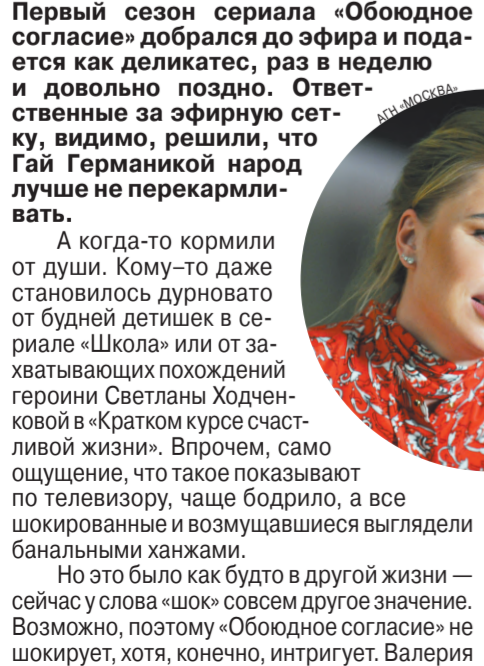 Первый сезон сериала «Обоюдное
согласие» добрался до эфира и пода-
ется как деликатес, раз в неделю
и довольно поздно. Ответ-
ственные за эфирную сет-
ку, видимо, решили, что
Гай Германикой народ
лучше не перекармли-
вать.
АГН «МОСКВА»
А когда-то кормили
от души. Кому–то даже
становилось дурновато
от будней детишек в се-
риале «Школа» или от за-
хватывающих похождений
героини Светланы Ходчен-
ковой в «Кратком курсе счаст-
ливой жизни». Впрочем, само
ощущение, что такое показывают
по телевизору, чаще бодрило, а все
шокированные и возмущавшиеся выглядели
банальными ханжами.
Но это было как будто в другой жизни —
сейчас у слова «шок» совсем другое значение.
Возможно, поэтому «Обоюдное согласие» не
шокирует, хотя, конечно, интригует. Валерия